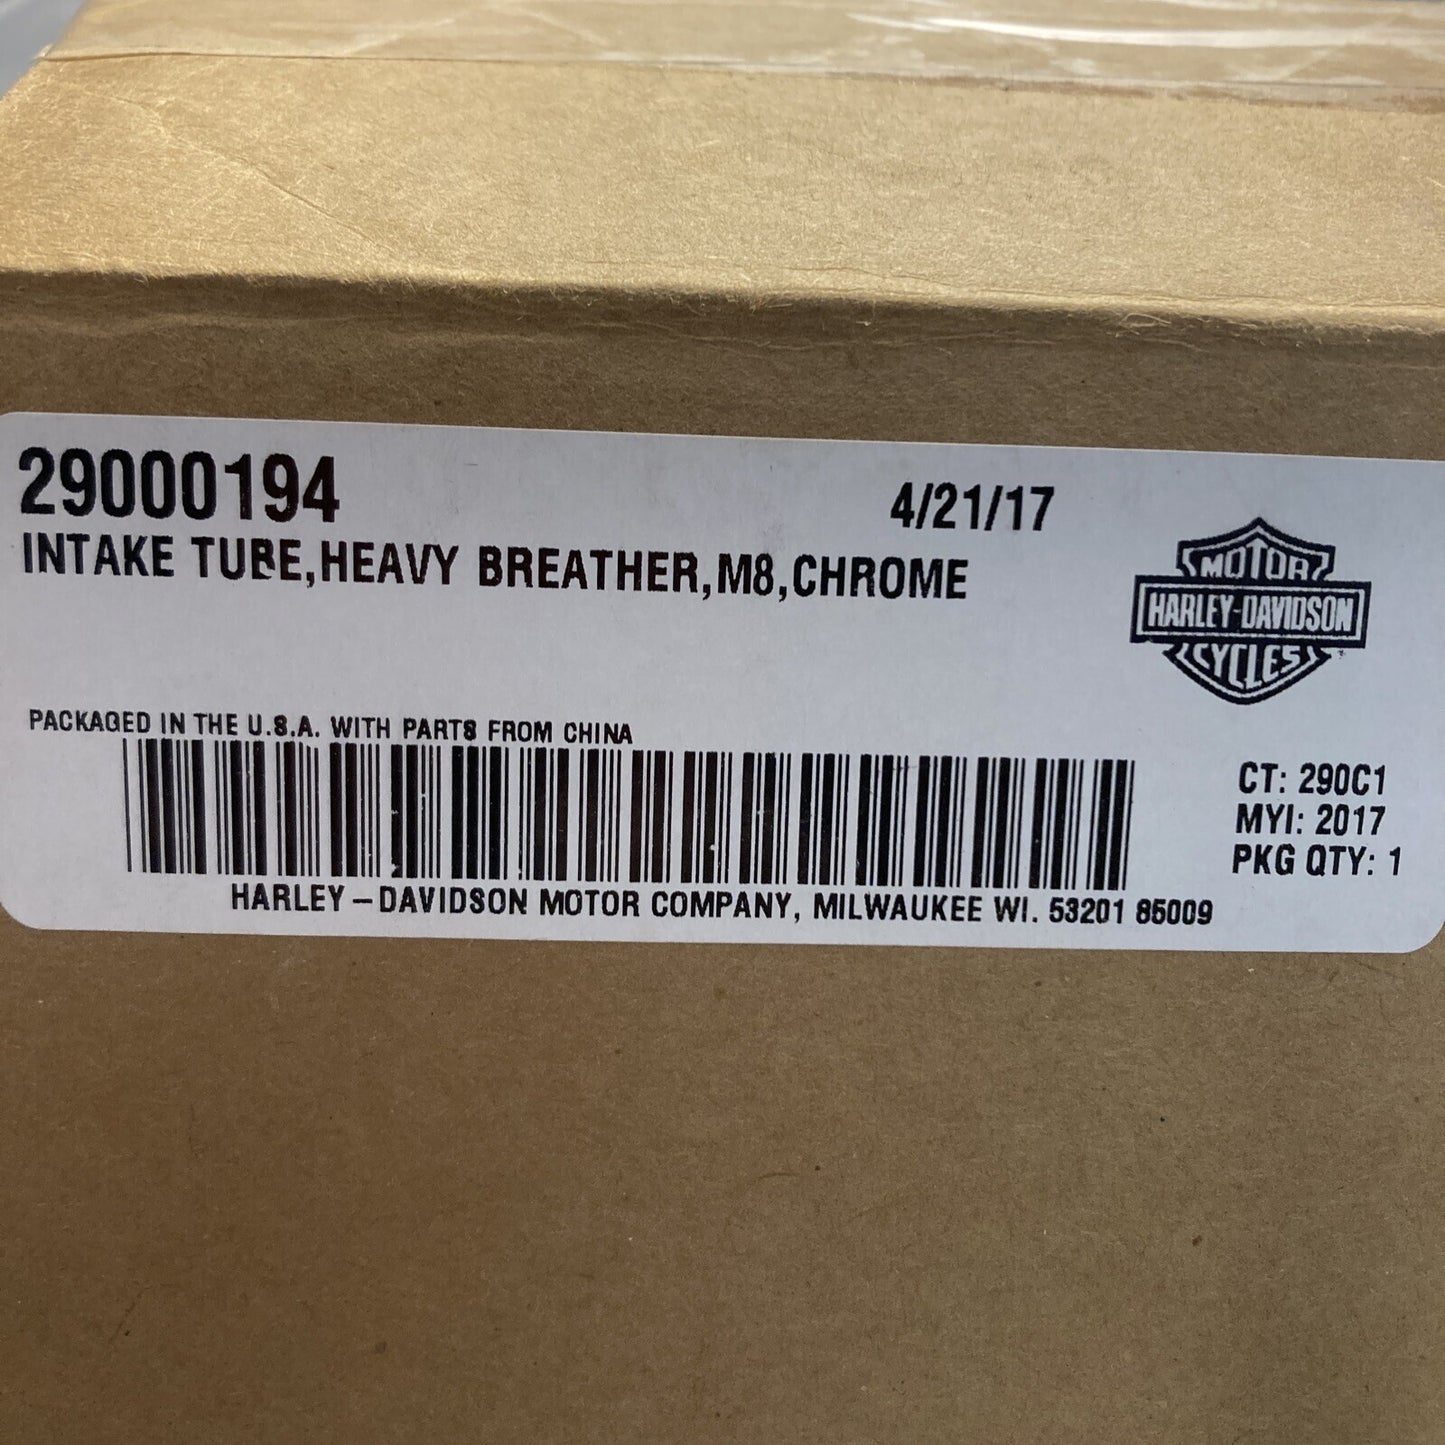 29000194
4/21/17
INTAKE TUBE,HEAVY BREATHER,M8,CHROME
MOTOR
HARLEY-DAVIDSON
CYCLES
PACKAGED IN THE U.S.A. WITH PARTS FROM CHINA
CT: 290C1
MYI: 2017
PKG QTY: 1
HARLEY-DAVIDSON MOTOR COMPANY, MILWAUKEE WI. 53201 85009